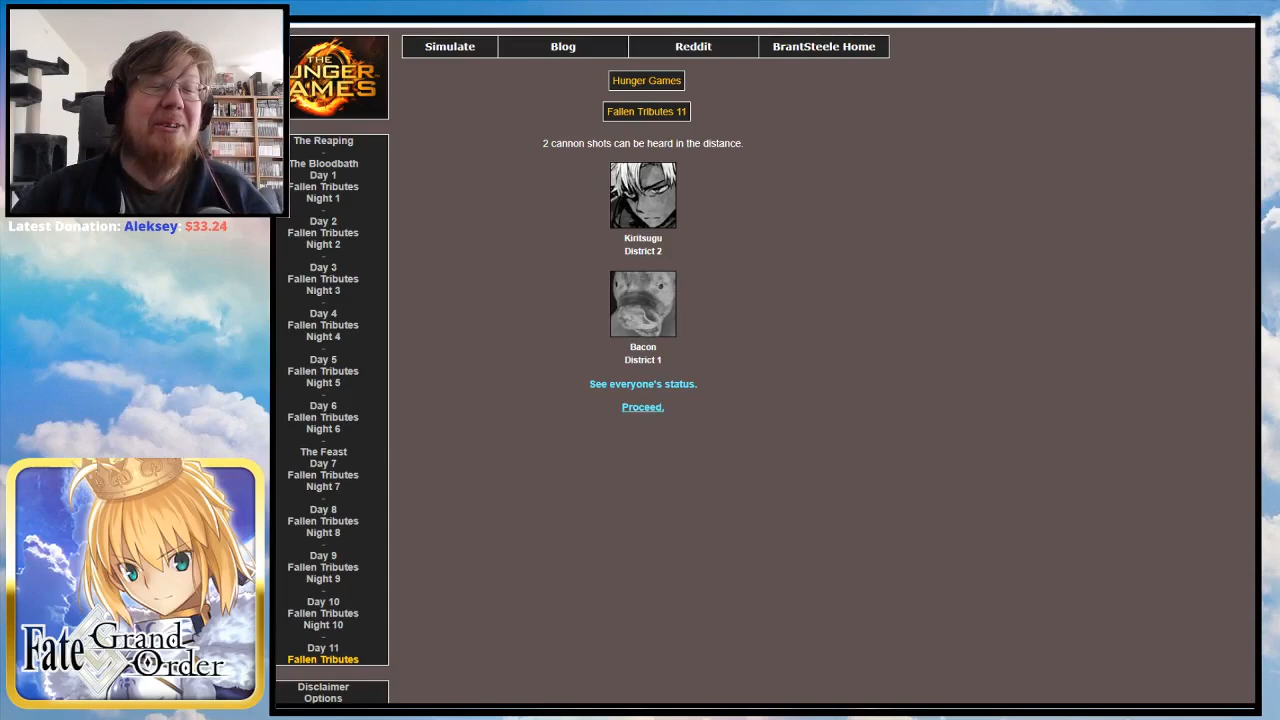 THE
HUNGER
GAMES
Simulate
Blog
Reddit
BrantSteele Home
Hunger Games
Fallen Tributes 11
2 cannon shots can be heard in the distance.
Kiritsugu
District 2
Bacon
District 1
See everyone's status.
Proceed.
The Reaping
-
The Bloodbath
Day 1
Fallen Tributes
Night 1
-
Day 2
Fallen Tributes
Night 2
-
Day 3
Fallen Tributes
Night 3
-
Day 4
Fallen Tributes
Night 4
-
Day 5
Fallen Tributes
Night 5
-
Day 6
Fallen Tributes
Night 6
-
The Feast
Day 7
Fallen Tributes
Night 7
-
Day 8
Fallen Tributes
Night 8
-
Day 9
Fallen Tributes
Night 9
-
Day 10
Fallen Tributes
Night 10
-
Day 11
Fallen Tributes
Disclaimer
Options
Latest Donation: Aleksey: $33.24
Fate Grand Order